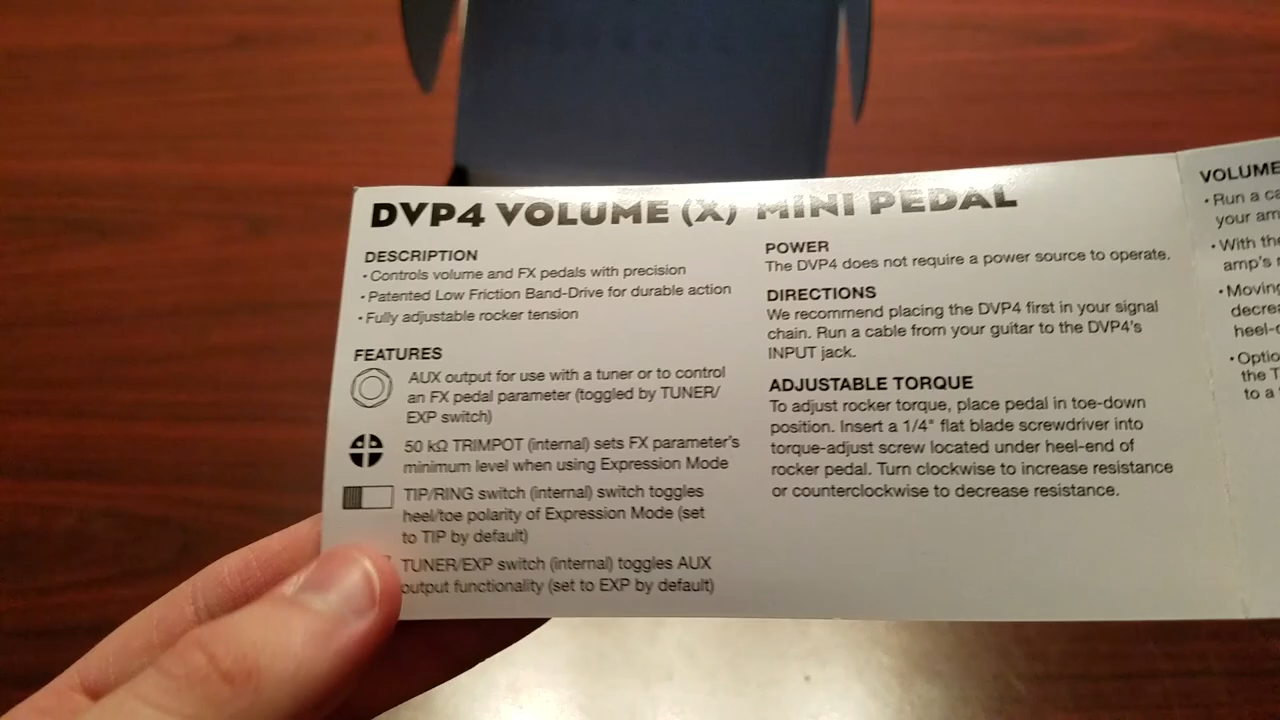 DVP4 VOLUME (X) MINI PEDAL
DESCRIPTION
• Controls volume and FX pedals with precision
• Patented Low Friction Band-Drive for durable action
• Fully adjustable rocker tension
FEATURES
AUX output for use with a tuner or to control
an FX pedal parameter (toggled by TUNER/
EXP switch)
50 kΩ TRIMPOT (internal) sets FX parameter's
minimum level when using Expression Mode
TIP/RING switch (internal) switch toggles
heel/toe polarity of Expression Mode (set
to TIP by default)
TUNER/EXP switch (internal) toggles AUX
output functionality (set to EXP by default)
POWER
The DVP4 does not require a power source to operate.
DIRECTIONS
We recommend placing the DVP4 first in your signal
chain. Run a cable from your guitar to the DVP4's
INPUT jack.
ADJUSTABLE TORQUE
To adjust rocker torque, place pedal in toe-down
position. Insert a 1/4" flat blade screwdriver into
torque-adjust screw located under heel-end of
rocker pedal. Turn clockwise to increase resistance
or counterclockwise to decrease resistance.
VOLUME
• Run a
your
• With
amp's
• Moving
•
the
to a